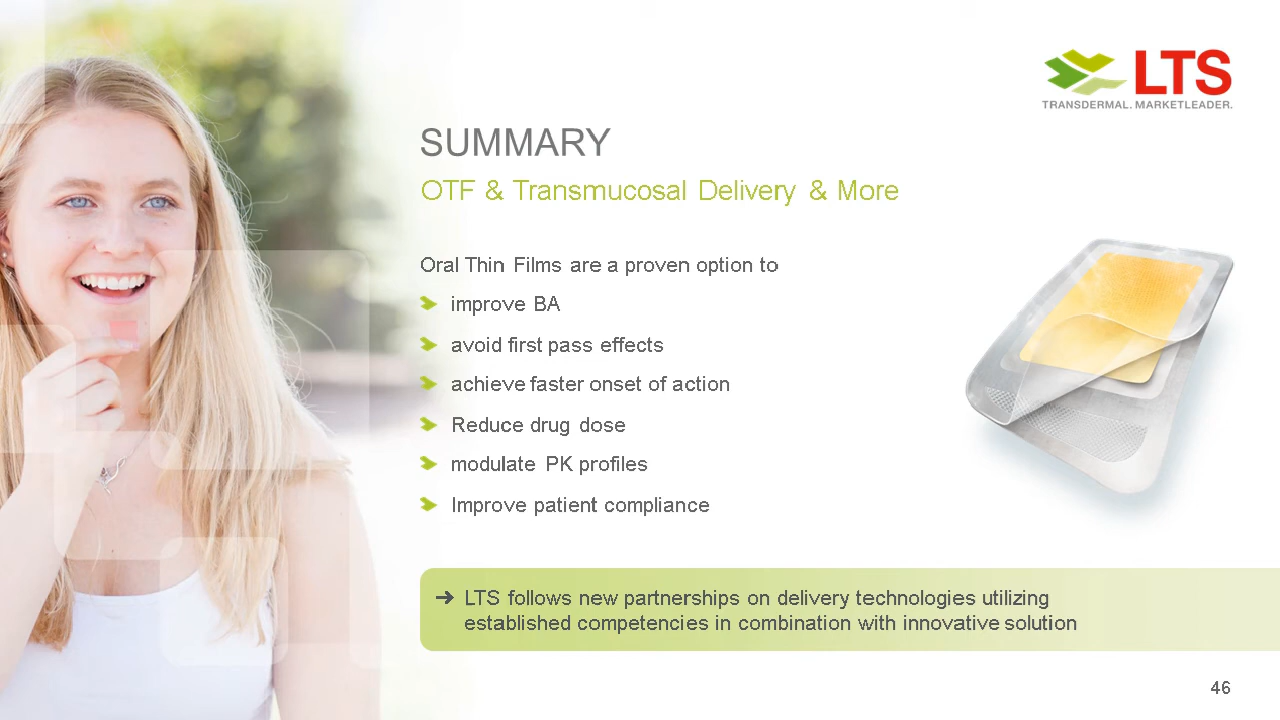 LTS
TRANSDERMAL. MARKETLEADER.
SUMMARY
OTF & Transmucosal Delivery & More
Oral Thin Films are a proven option to
improve BA
avoid first pass effects
achieve faster onset of action
Reduce drug dose
modulate PK profiles
Improve patient compliance
➔ LTS follows new partnerships on delivery technologies utilizing
established competencies in combination with innovative solution
46